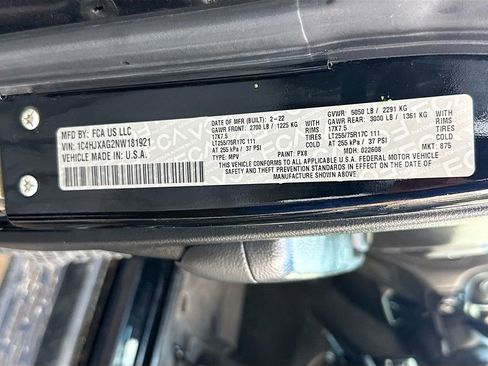 MFD. BY: FCA US LLC
VIN: 1C4HJXAG2NW181921
VEHICLE MADE IN: U.S.A.
DATE OF MFR (BUILT): 2-22
GAWR FRONT: 2700 LB / 1225 KG
17X7.5 RIMS
LT255/75R17C 111 TIRES
AT 255 kPa / 37 PSI COLD
TYPE: MPV PAINT: PX8
GVWR: 5050 LB / 2291 KG
GAWR REAR: 3000 LB / 1361 KG
17X7.5 RIMS
LT255/75R17C 111 TIRES
AT 255 kPa / 37 PSI COLD
MDH: 022608 MKT: 875
THIS VEHICLE CONFORMS TO ALL APPLICABLE U.S.A. FEDERAL MOTOR VEHICLE
SAFETY AND THEFT PREVENTION STANDARDS IN EFFECT ON THE DATE OF
MANUFACTURE SHOWN ABOVE.